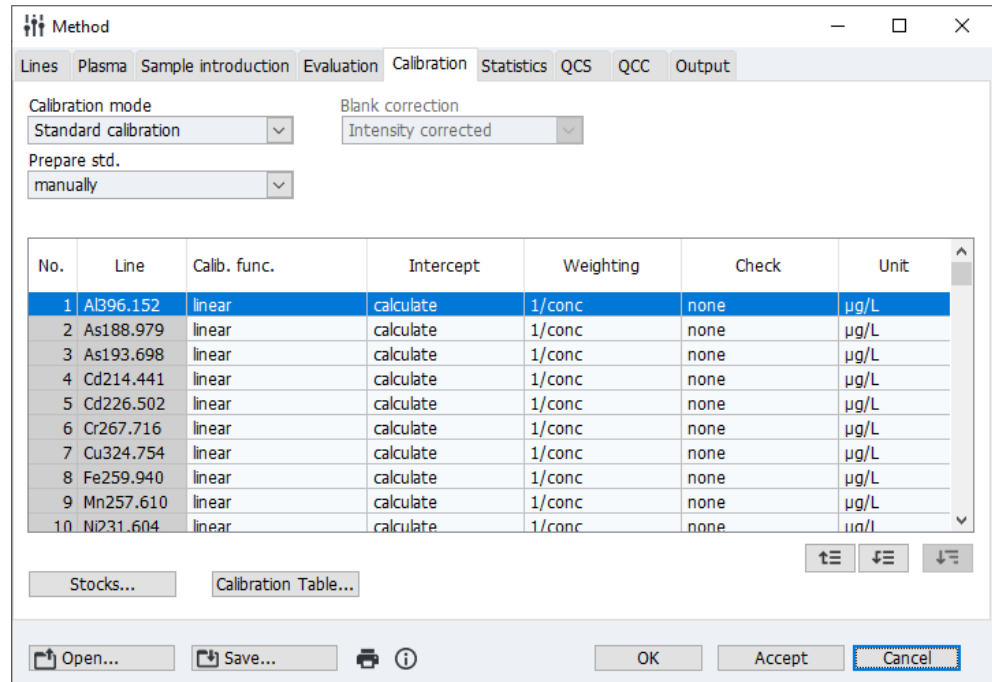 Method
Lines Plasma Sample introduction Evaluation Calibration Statistics QCS QCC Output
Calibration mode Blank correction
Standard calibration Intensity corrected
Prepare std.
manually
No. Line Calib. func. Intercept Weighting Check Unit
1 Al396.152 linear calculate 1/conc none µg/L
2 As188.979 linear calculate 1/conc none µg/L
3 As193.698 linear calculate 1/conc none µg/L
4 Cd214.441 linear calculate 1/conc none µg/L
5 Cd226.502 linear calculate 1/conc none µg/L
6 Cr267.716 linear calculate 1/conc none µg/L
7 Cu324.754 linear calculate 1/conc none µg/L
8 Fe259.940 linear calculate 1/conc none µg/L
9 Mn257.610 linear calculate 1/conc none µg/L
10 Ni231.604 linear calculate 1/conc none µg/L
Stocks... Calibration Table...
Open... Save... OK Accept Cancel